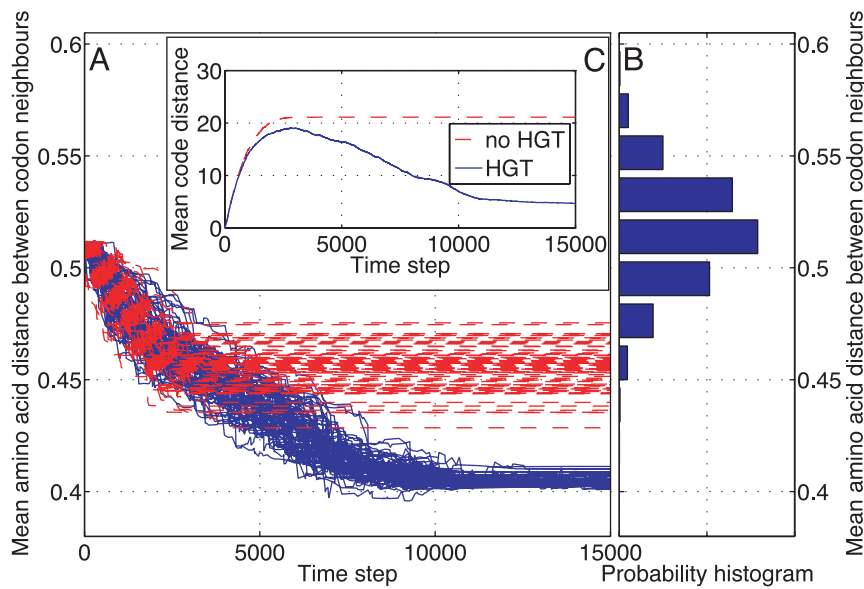 A
Mean amino acid distance between codon neighbours
0.6
0.55
0.5
0.45
0.4
0
5000
10000
15000
Time step
C
Mean code distance
30
20
10
0
0
5000
10000
15000
Time step
no HGT
HGT
B
0.6
0.55
0.5
0.45
0.4
Mean amino acid distance between codon neighbours
Probability histogram